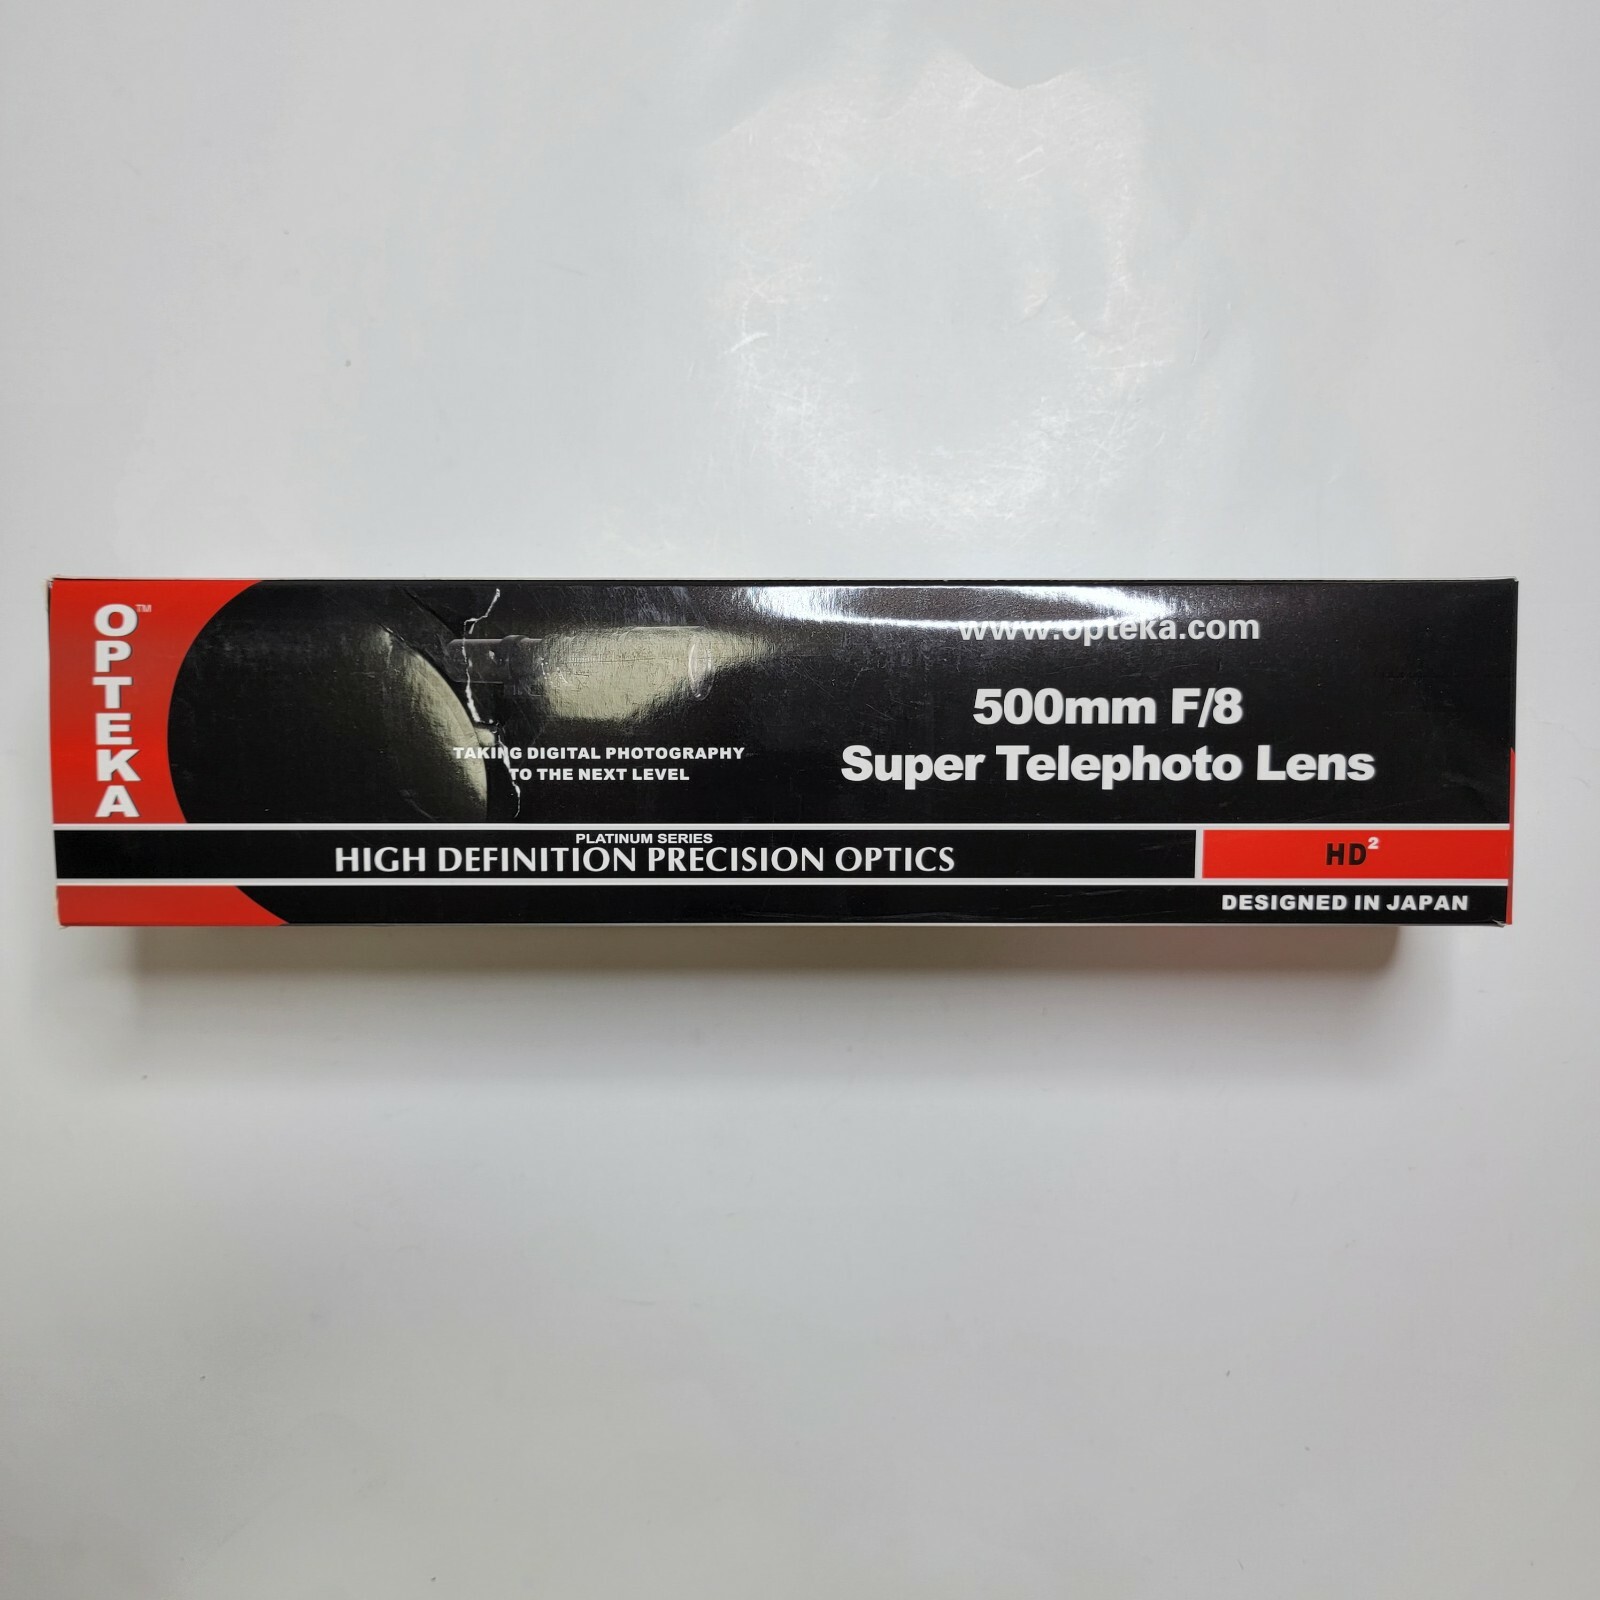 OPTEKA™
www.opteka.com
500mm F/8
Super Telephoto Lens
TAKING DIGITAL PHOTOGRAPHY
TO THE NEXT LEVEL
PLATINUM SERIES
HIGH DEFINITION PRECISION OPTICS
HD²
DESIGNED IN JAPAN